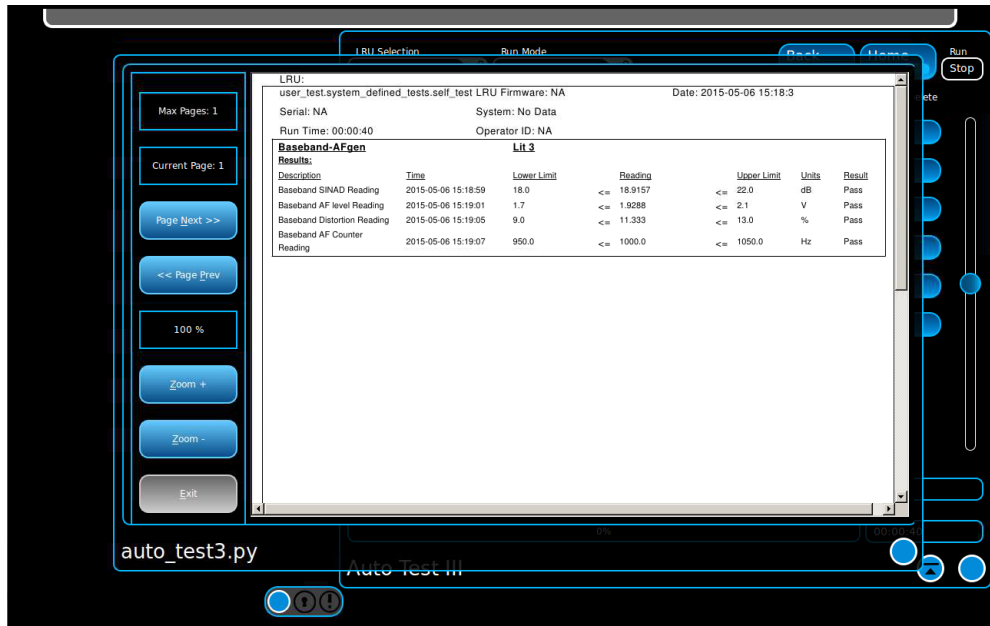 LRU Selection Run Mode Back Home Run
Stop
Max Pages: 1
Current Page: 1
Page Next >>
<< Page Prev
100 %
Zoom +
Zoom -
Exit
LRU:
user_test.system_defined_tests.self_test LRU Firmware: NA Date: 2015-05-06 15:18:3
Serial: NA System: No Data
Run Time: 00:00:40 Operator ID: NA
Baseband-AFgen Lit 3
Results:
Description Time Lower Limit Reading Upper Limit Units Result
Baseband SINAD Reading 2015-05-06 15:18:59 18.0 <= 18.9157 <= 22.0 dB Pass
Baseband AF level Reading 2015-05-06 15:19:01 1.7 <= 1.9288 <= 2.1 V Pass
Baseband Distortion Reading 2015-05-06 15:19:05 9.0 <= 11.333 <= 13.0 % Pass
Baseband AF Counter
Reading 2015-05-06 15:19:07 950.0 <= 1000.0 <= 1050.0 Hz Pass
ete
0% 00:00:40
auto_test3.py
Auto Test III